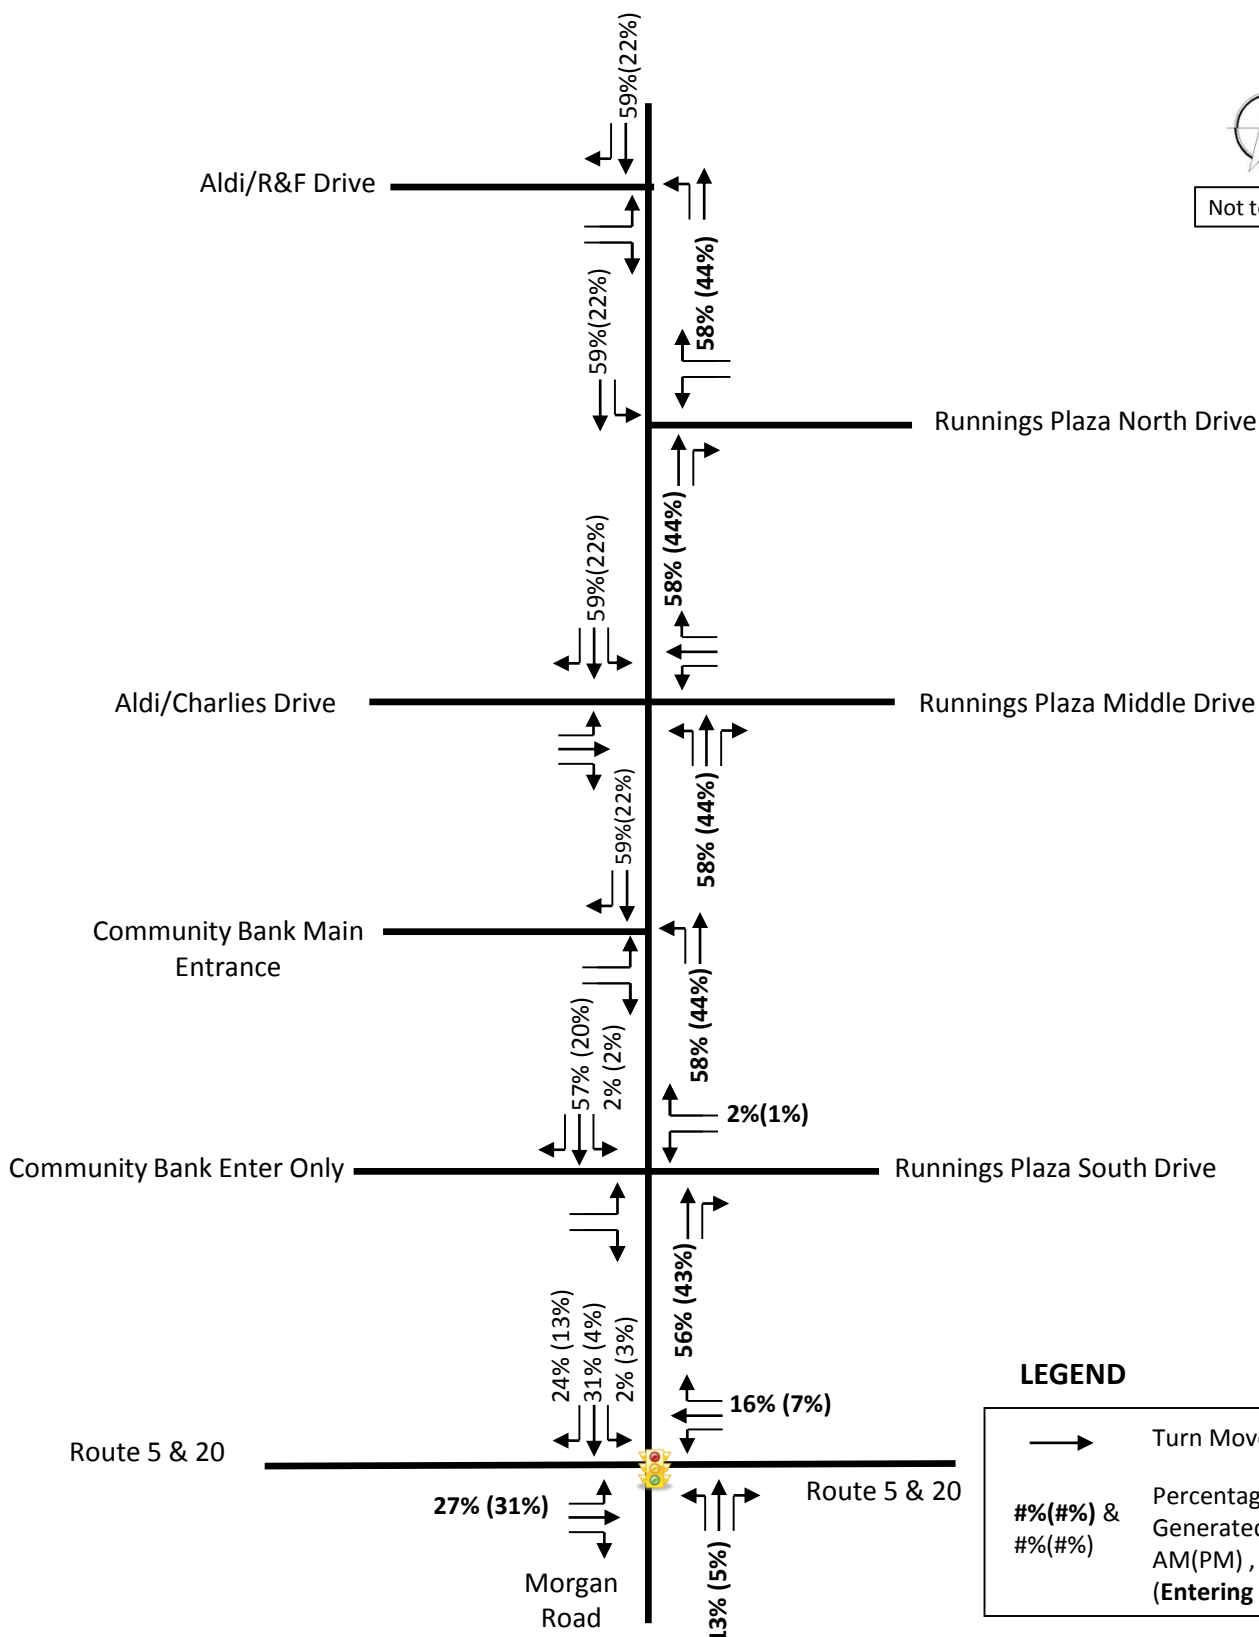 59%(22%)
Aldi/R&F Drive
Not t
58% (44%)
59%(22%)
Runnings Plaza North Drive
58% (44%)
59%(22%)
Aldi/Charlies Drive
Runnings Plaza Middle Drive
58% (44%)
59%(22%)
Community Bank Main
Entrance
58% (44%)
57% (20%)
2% (2%)
2%(1%)
Community Bank Enter Only
Runnings Plaza South Drive
56% (43%)
24% (13%)
31% (4%)
2% (3%)
16% (7%)
Route 5 & 20
Route 5 & 20
27% (31%)
13% (5%)
Morgan
Road
LEGEND
Turn Move
#%(#%) &
#%(#%)
Percentag
Generated
AM(PM) ,
(Entering